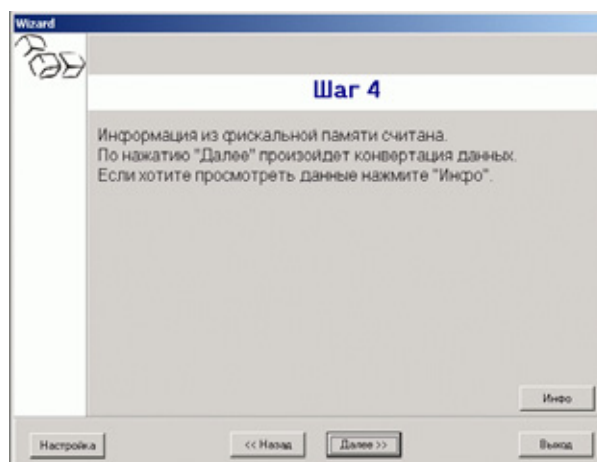 Wizard
Шаг 4
Информация из фискальной памяти считана.
По нажатию "Далее" произойдет конвертация данных.
Если хотите просмотреть данные нажмите "Инфо".
Инфо
Настройка
<< Назад
Далее >>
Выход